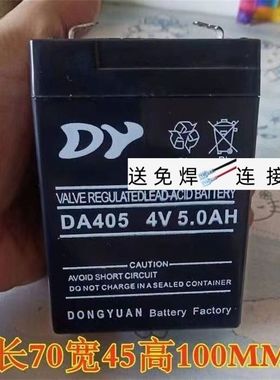 DY
送免焊 连接
VALVE REGULATEDLEAD-ACID BATTERY
DA405 4V 5.0AH
CAUTION:
AVOID SHORT CIRCUIT
DO NOT CHARGE IN A GASTIGHT CONTAINER
DONGYUAN Battery Factory
长70宽45高100MM